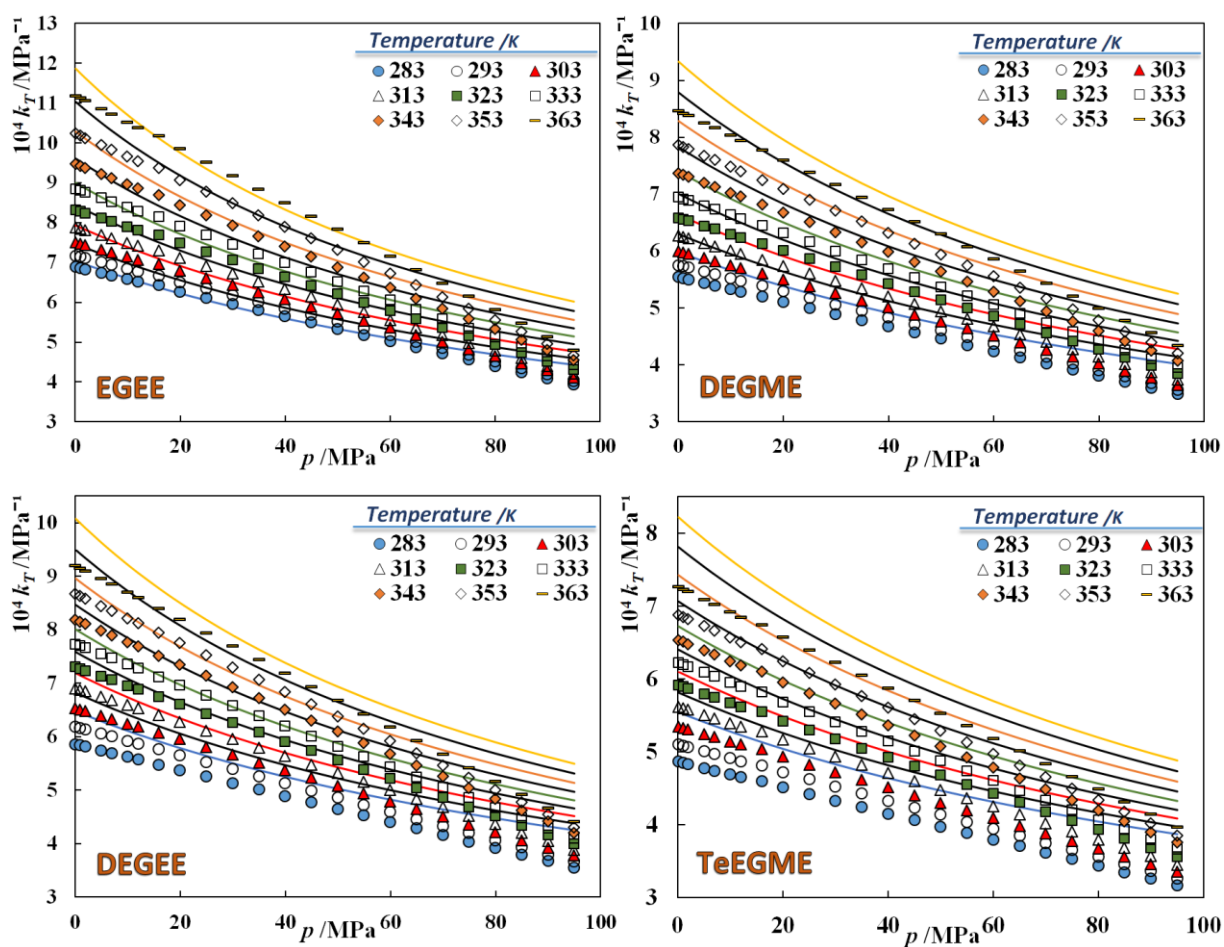 13
12
11
10
9
8
7
6
5
4
3
10⁴ k_T /MPa⁻¹
Temperature /K
283 293 303
313 323 333
343 353 363
EGEE
0 20 40 60 80 100
p /MPa
10
9
8
7
6
5
4
3
10⁴ k_T /MPa⁻¹
Temperature /K
283 293 303
313 323 333
343 353 363
DEGME
0 20 40 60 80 100
p /MPa
10
9
8
7
6
5
4
3
10⁴ k_T /MPa⁻¹
Temperature /K
283 293 303
313 323 333
343 353 363
DEGEE
0 20 40 60 80 100
p /MPa
8
7
6
5
4
3
10⁴ k_T /MPa⁻¹
Temperature /K
283 293 303
313 323 333
343 353 363
TeEGME
0 20 40 60 80 100
p /MPa